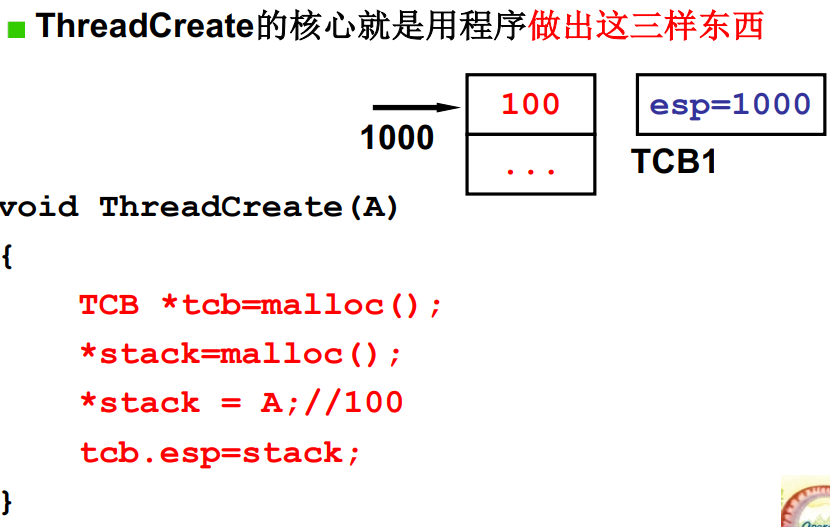 ThreadCreate的核心就是用程序做出这三样东西
100
esp=1000
1000
...
TCB1
void ThreadCreate(A)
{
TCB *tcb=malloc();
*stack=malloc();
*stack = A;//100
tcb.esp=stack;
}